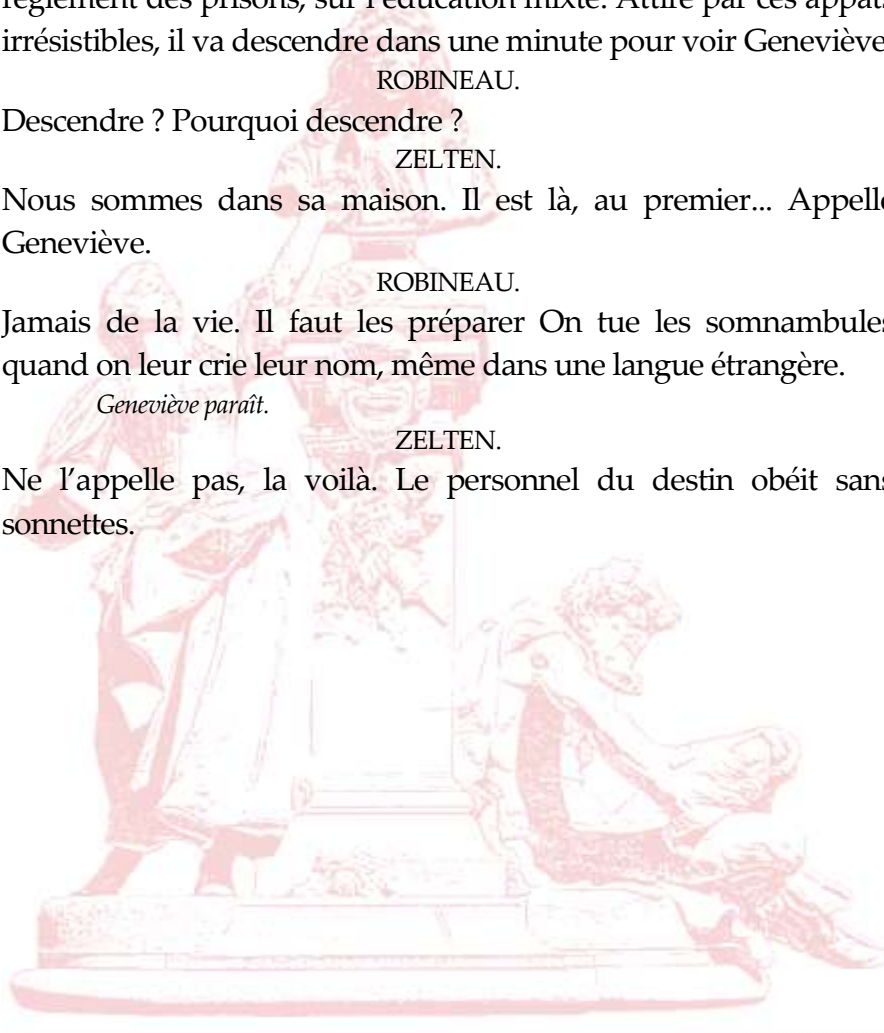 règlement des prisons, sur l'éducation mixte. Attiré par ces appâts
irrésistibles, il va descendre dans une minute pour voir Geneviève
ROBINEAU.
Descendre ? Pourquoi descendre ?
ZELTEN.
Nous sommes dans sa maison. Il est là, au premier... Appelle
Geneviève.
ROBINEAU.
Jamais de la vie. Il faut les préparer On tue les somnambules
quand on leur crie leur nom, même dans une langue étrangère.
Geneviève paraît.
ZELTEN.
Ne l'appelle pas, la voilà. Le personnel du destin obéit sans
sonnettes.